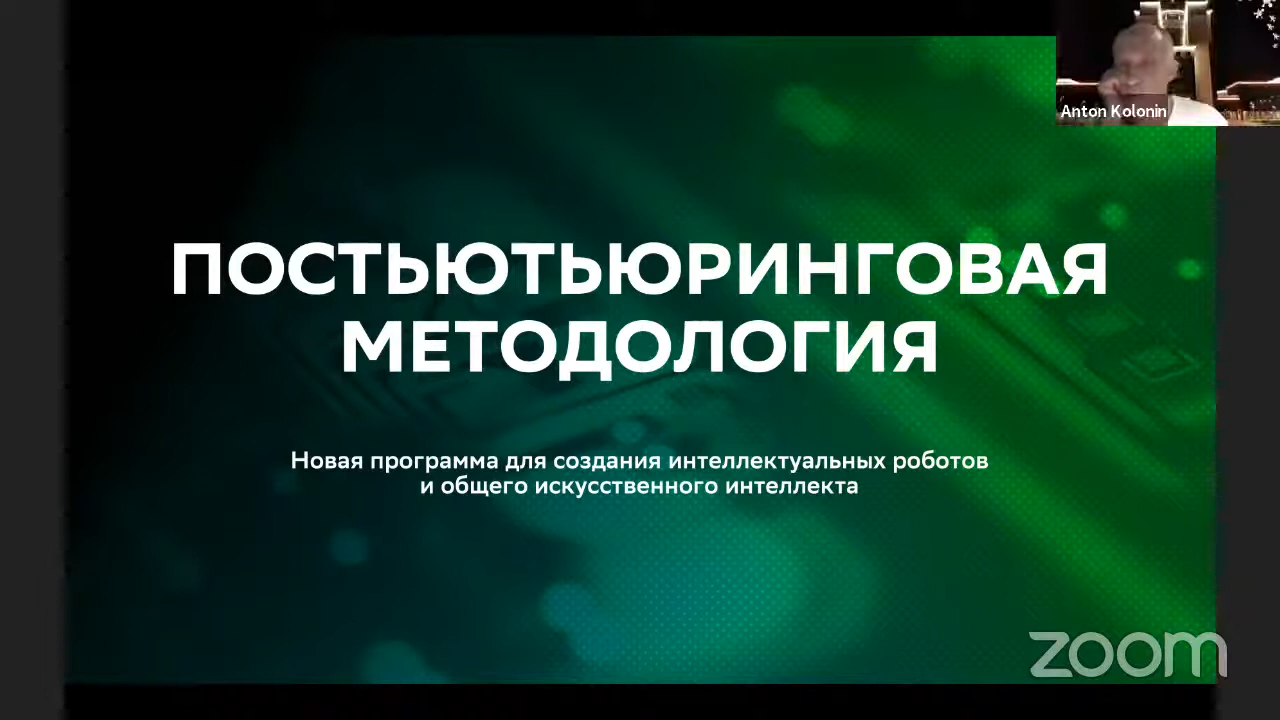 Anton Kolonin
ПОСТЬЮТЬЮРИНГОВАЯ
МЕТОДОЛОГИЯ
Новая программа для создания интеллектуальных роботов
и общего искусственного интеллекта
zoom